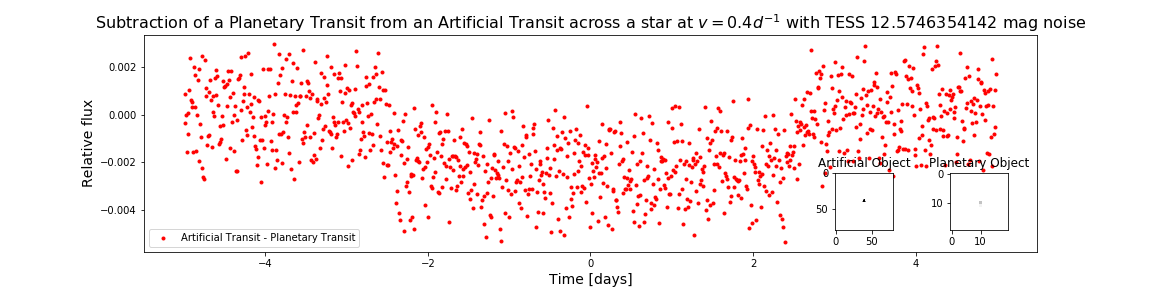 Subtraction of a Planetary Transit from an Artificial Transit across a star at v = 0.4d⁻¹ with TESS 12.5746354142 mag noise
Relative flux
0.002
0.000
−0.002
−0.004
Artificial Transit - Planetary Transit
Artificial Object
0
50
0 50
Planetary Object
0
10
0 10
−4 −2 0 2 4
Time [days]